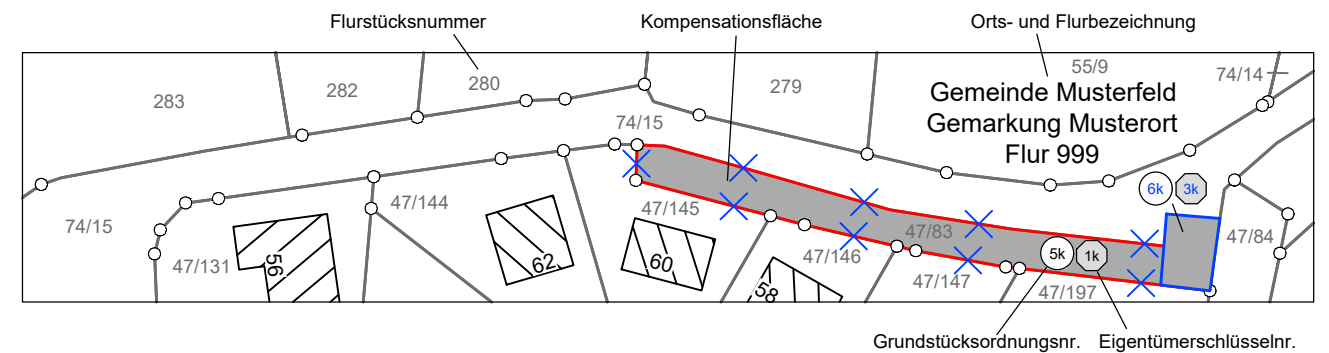 Flurstücksnummer
Kompensationsfläche
Orts- und Flurbezeichnung
283
282
280
279
55/9
74/14
74/15
Gemeinde Musterfeld
Gemarkung Musterort
Flur 999
6k
3k
74/15
47/131
47/144
47/145
47/146
47/147
47/83
47/197
47/84
56
62
60
58
5k
1k
Grundstücksordnungsnr.
Eigentümerschlüsselnr.